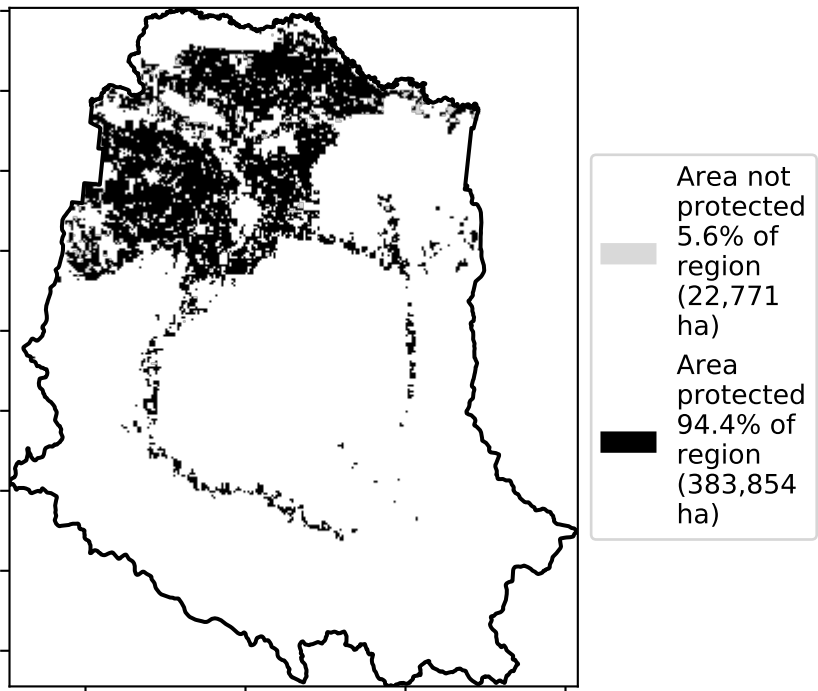 Area not
protected
5.6% of
region
(22,771
ha)
Area
protected
94.4% of
region
(383,854
ha)